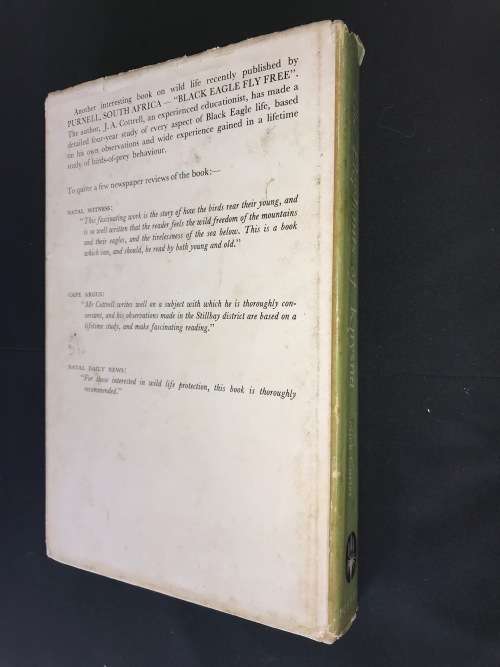 Another interesting book on wild life recently published by
PURNELL, SOUTH AFRICA — "BLACK EAGLE FLY FREE".
The author, J. A. Cottrell, an experienced educationist, has made a
detailed four-year study of every aspect of Black Eagle life, based
on his own observations and wide experience gained in a lifetime
study of birds-of-prey behaviour.
To quote a few newspaper reviews of the book:—
NATAL WITNESS:
"This fascinating work is the story of how the birds rear their young, and
is so well written that the reader feels the wild freedom of the mountains
and their eagles, and the tirelessness of the sea below. This is a book
which can, and should, be read by both young and old."
CAPE ARGUS:
"Mr Cottrell writes well on a subject with which he is thoroughly con-
versant, and his observations made in the Stillbay district are based on a
lifetime study, and make fascinating reading."
NATAL DAILY NEWS:
"For those interested in wild life protection, this book is thoroughly
recommended."
of Knysna